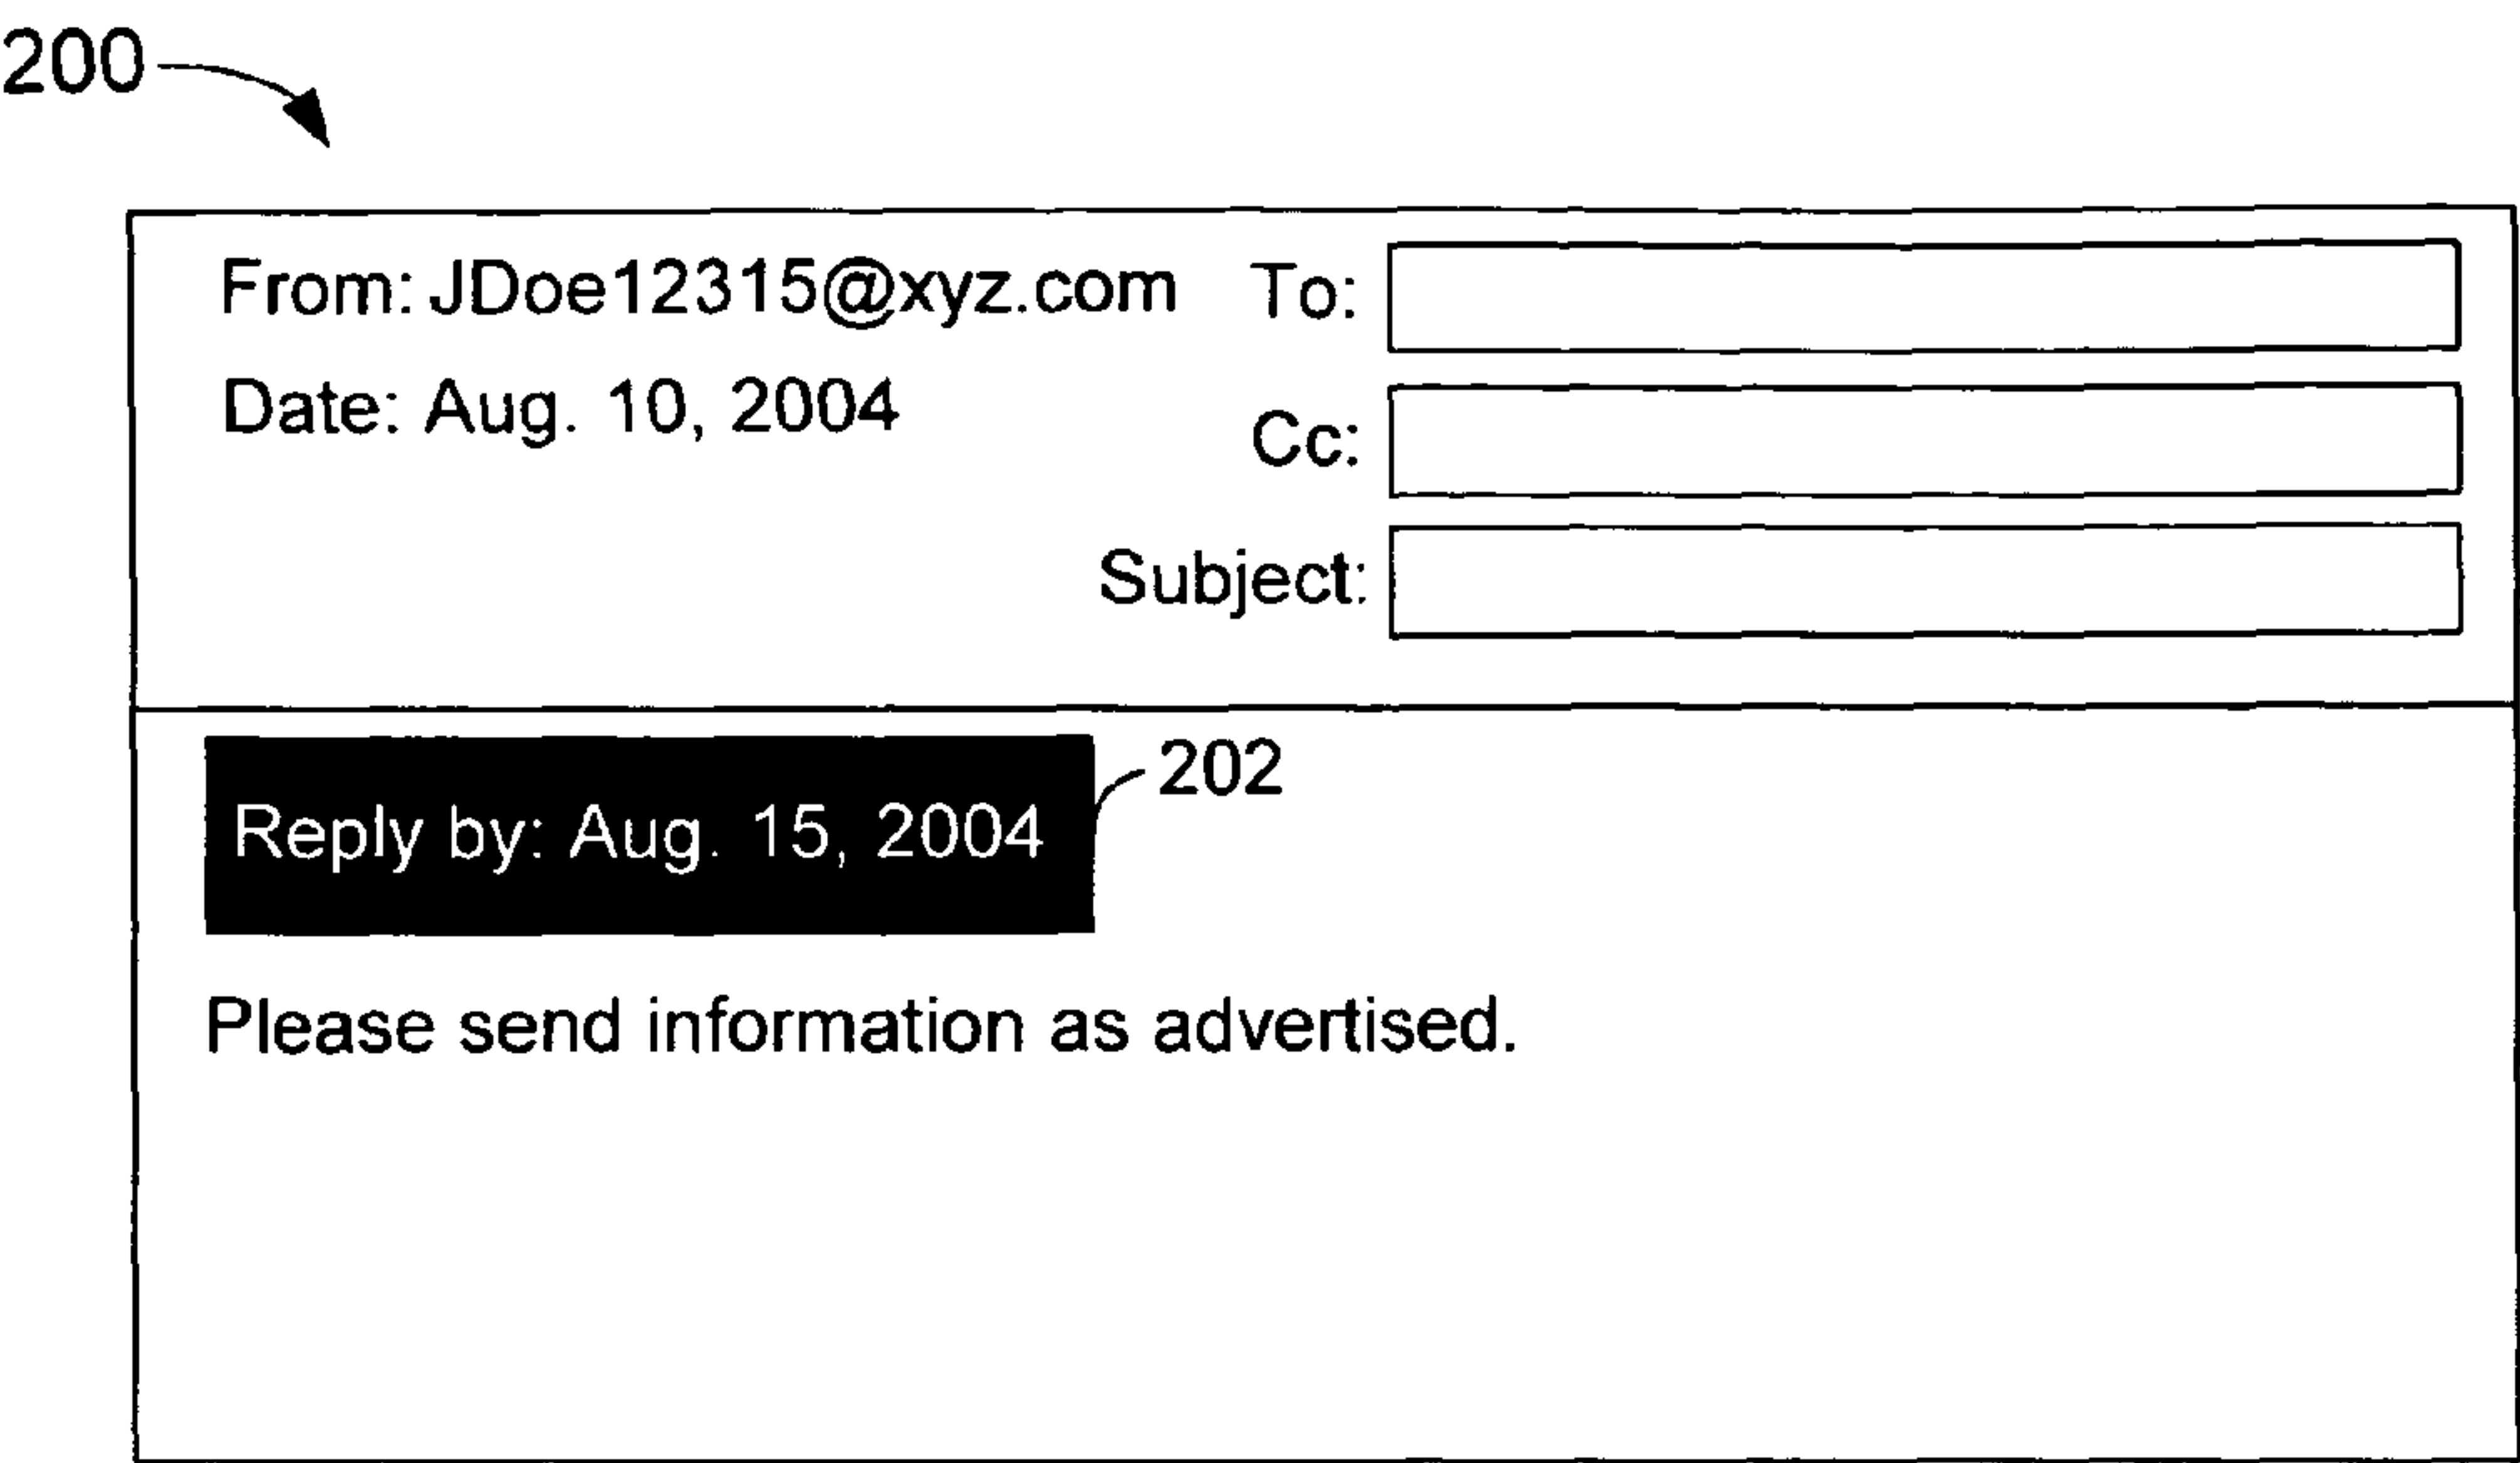 200
From: JDoe12315@xyz.com To:
Date: Aug. 10, 2004
Cc:
Subject:
Reply by: Aug. 15, 2004
202
Please send information as advertised.